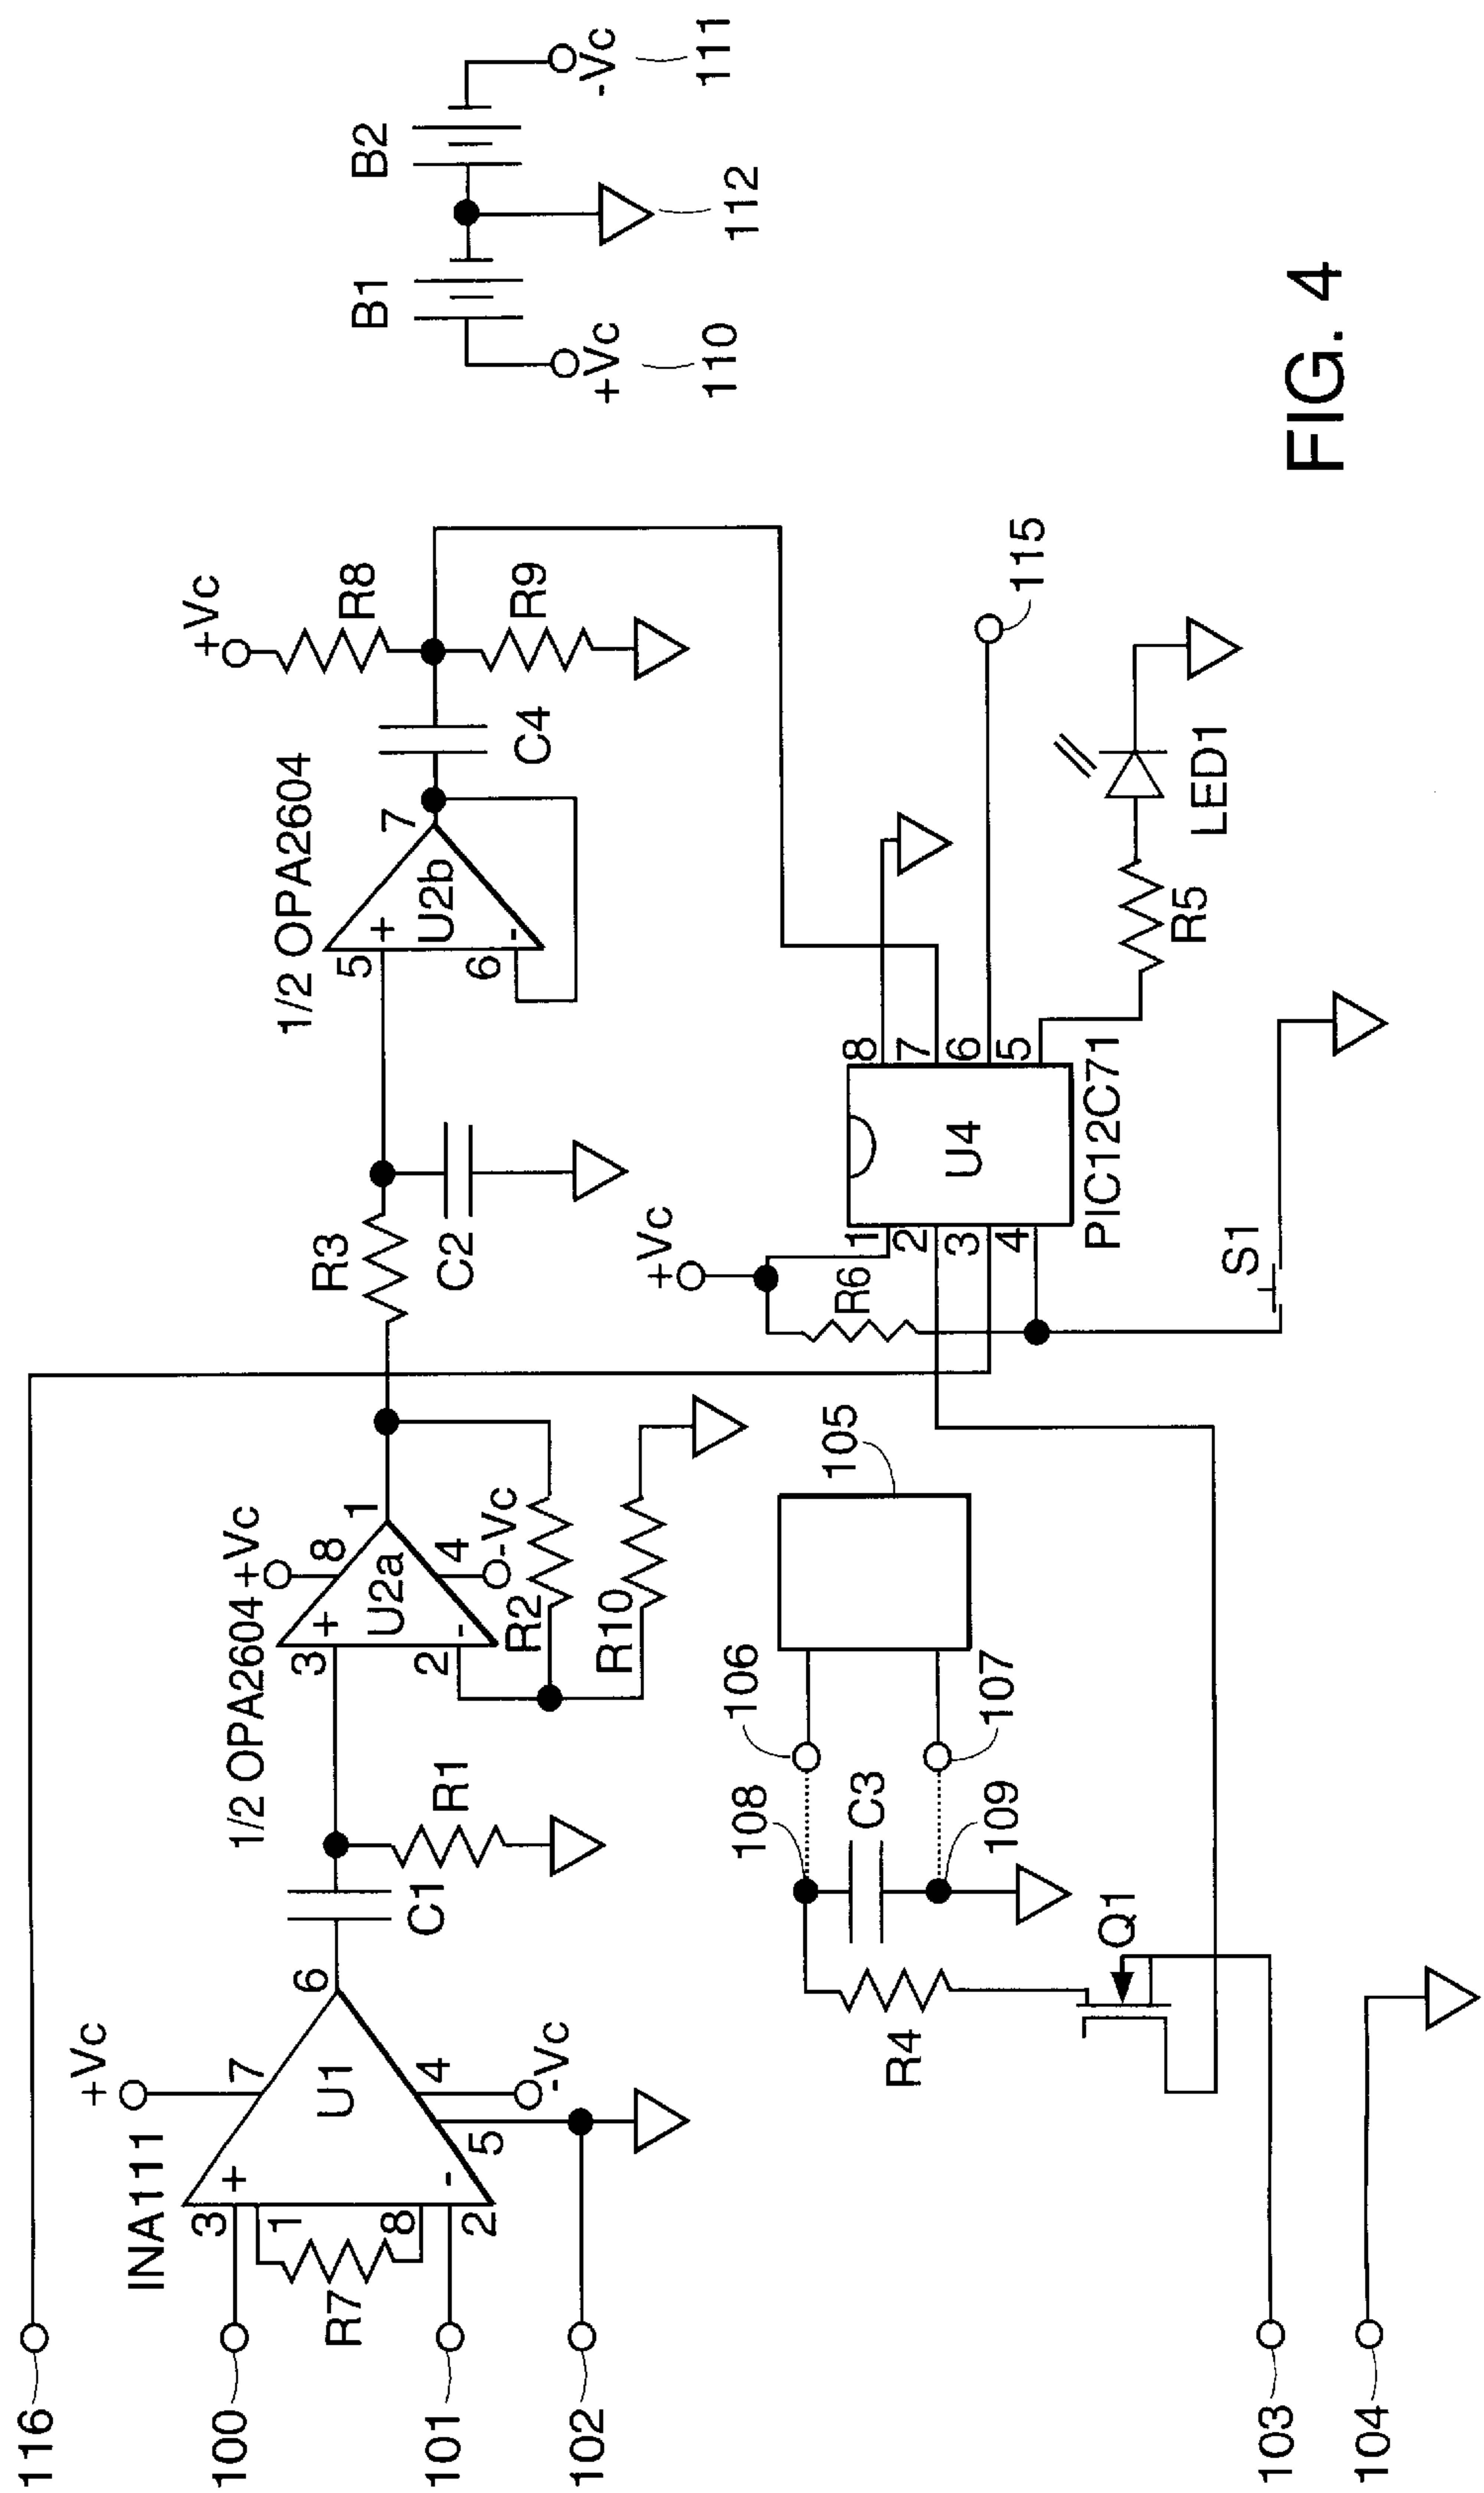 116
100
101
102
103
104
INA111
+Vc
7
3
+
1
R7
8
-
2
U1
6
4
-Vc
5
C1
R1
1/2 OPA2604
+Vc
8
3
+
U2a
1
2
-
4
-Vc
R2
R10
R3
C2
1/2 OPA2604
5
+
U2b
7
6
-
C4
+Vc
R8
R9
B1
B2
+Vc
110
112
-Vc
111
106
108
C3
105
107
109
R4
Q1
+Vc
R6
1
2
3
4
U4
8
7
6
5
PIC12C71
115
R5
LED1
S1
FIG. 4